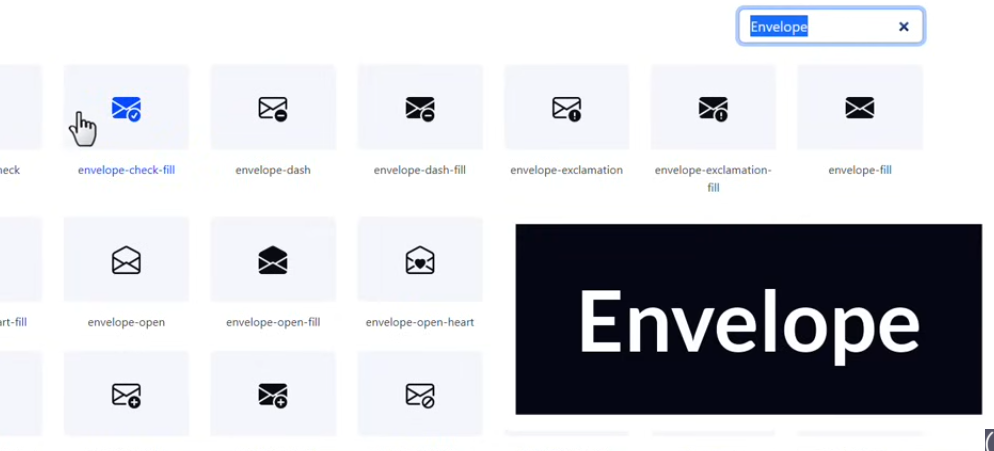 Envelope
heck
envelope-check-fill
envelope-dash
envelope-dash-fill
envelope-exclamation
envelope-exclamation-
fill
envelope-fill
art-fill
envelope-open
envelope-open-fill
envelope-open-heart
Envelope